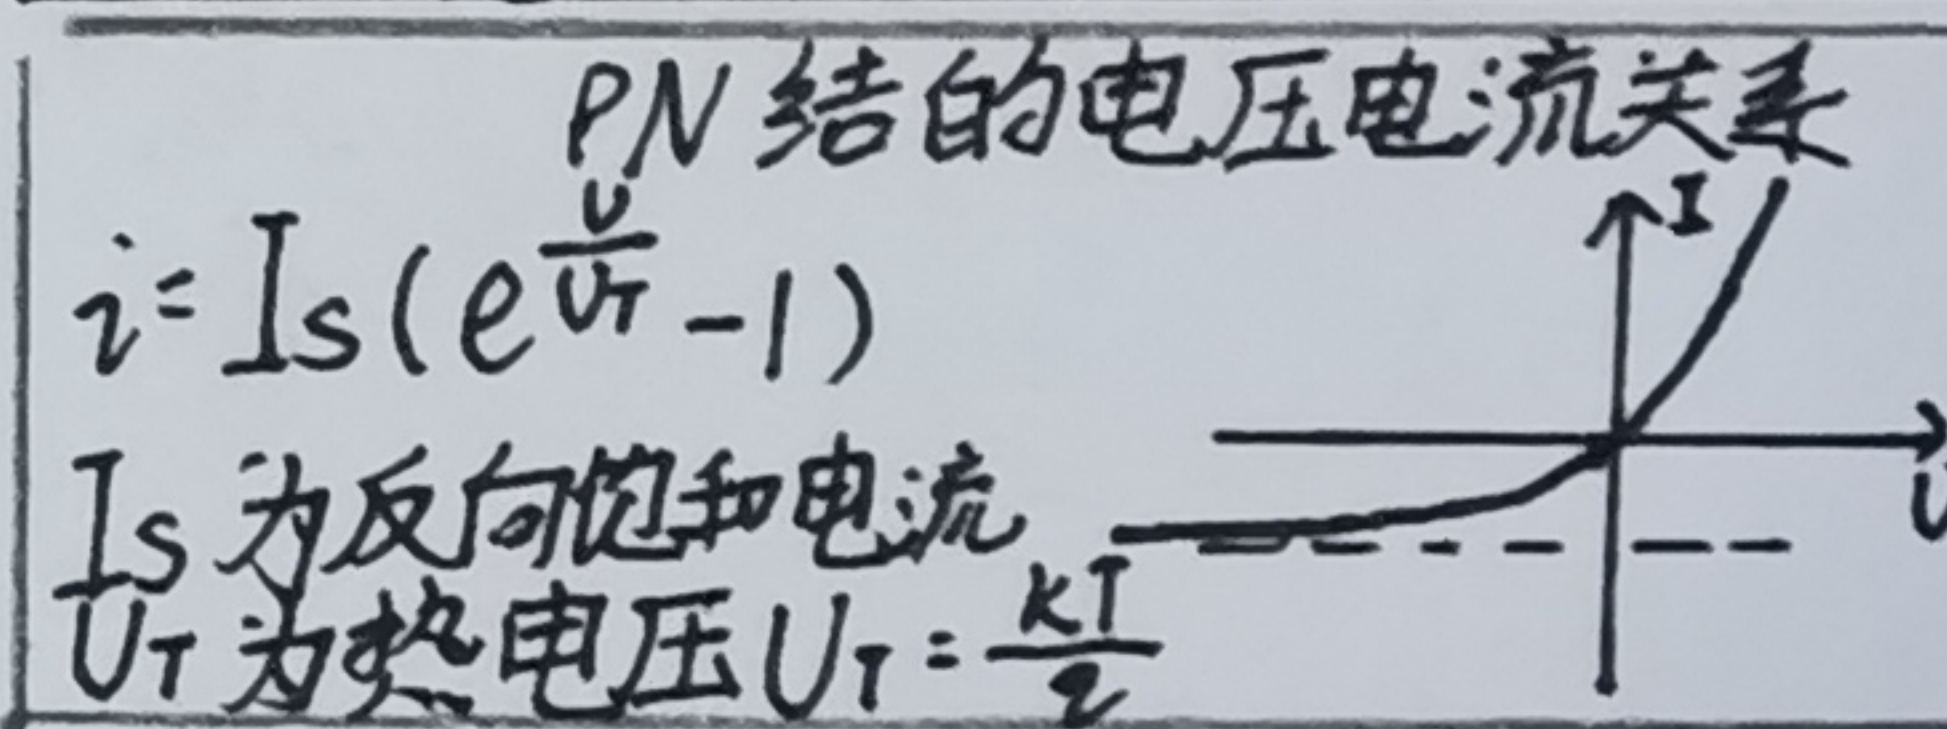 PN结的电压电流关系
i=Is(e^(U/UT)-1)
I
U
Is为反向饱和电流
UT为热电压UT=kT/q